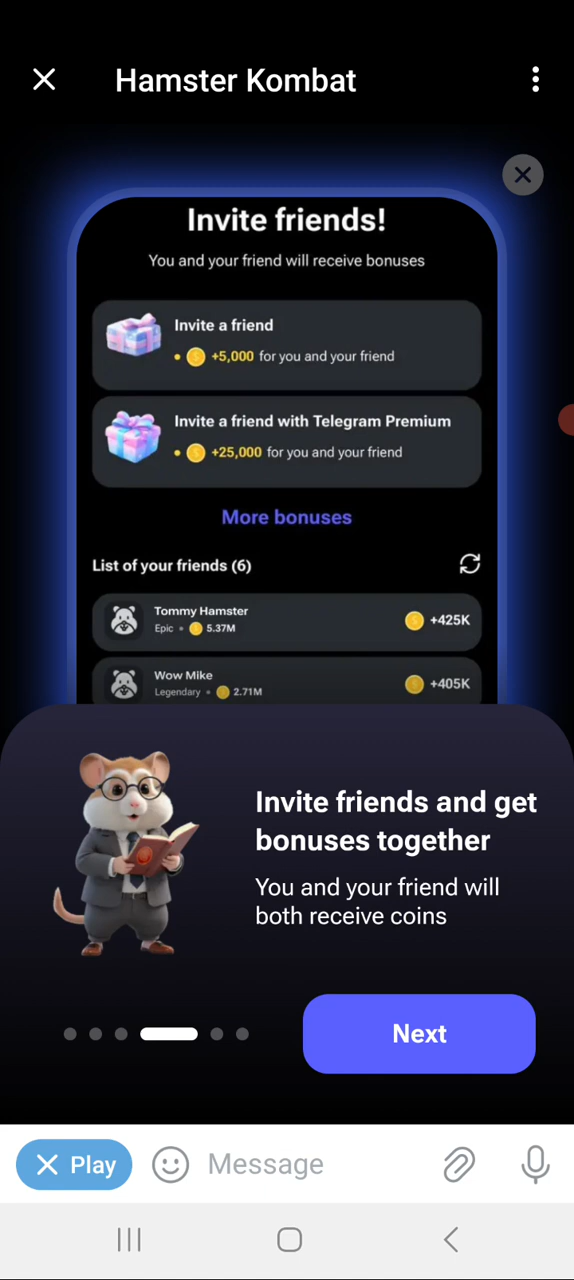 Hamster Kombat
Invite friends!
You and your friend will receive bonuses
Invite a friend
+5,000 for you and your friend
Invite a friend with Telegram Premium
+25,000 for you and your friend
More bonuses
List of your friends (6)
Tommy Hamster
Epic • 5.37M
+425K
Wow Mike
Legendary • 2.71M
+405K
Invite friends and get
bonuses together
You and your friend will
both receive coins
Next
Play
Message